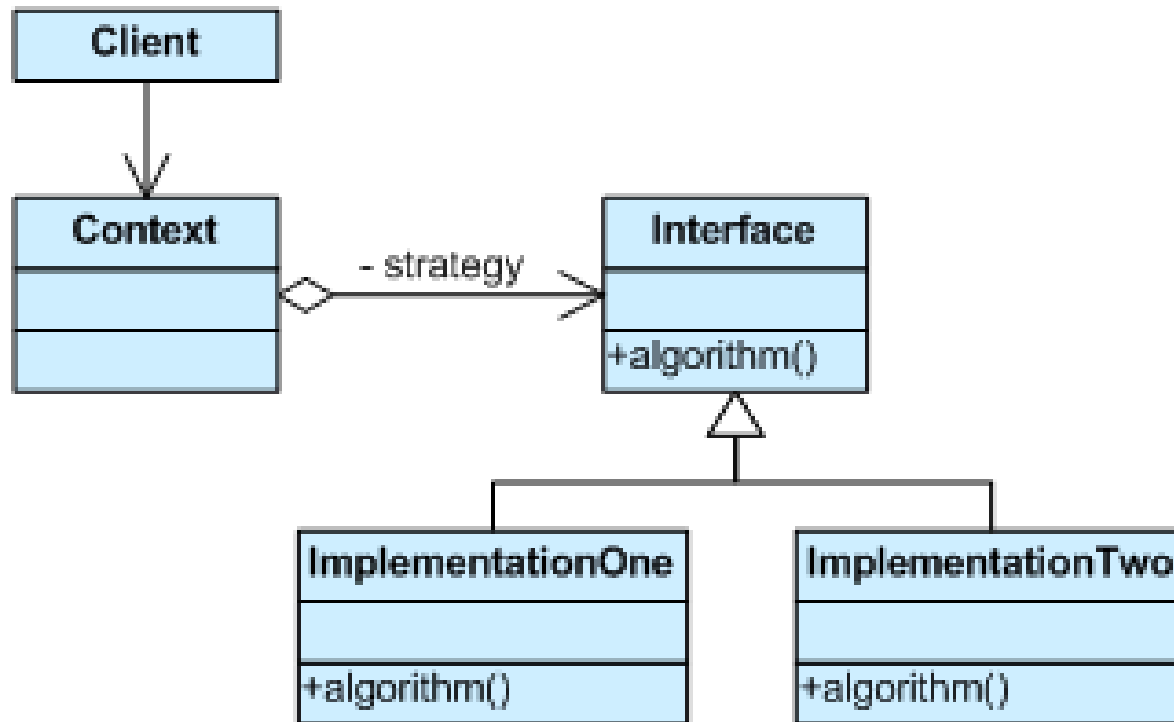 Client
Context
Interface
- strategy
+algorithm()
ImplementationOne
ImplementationTwo
+algorithm()
+algorithm()